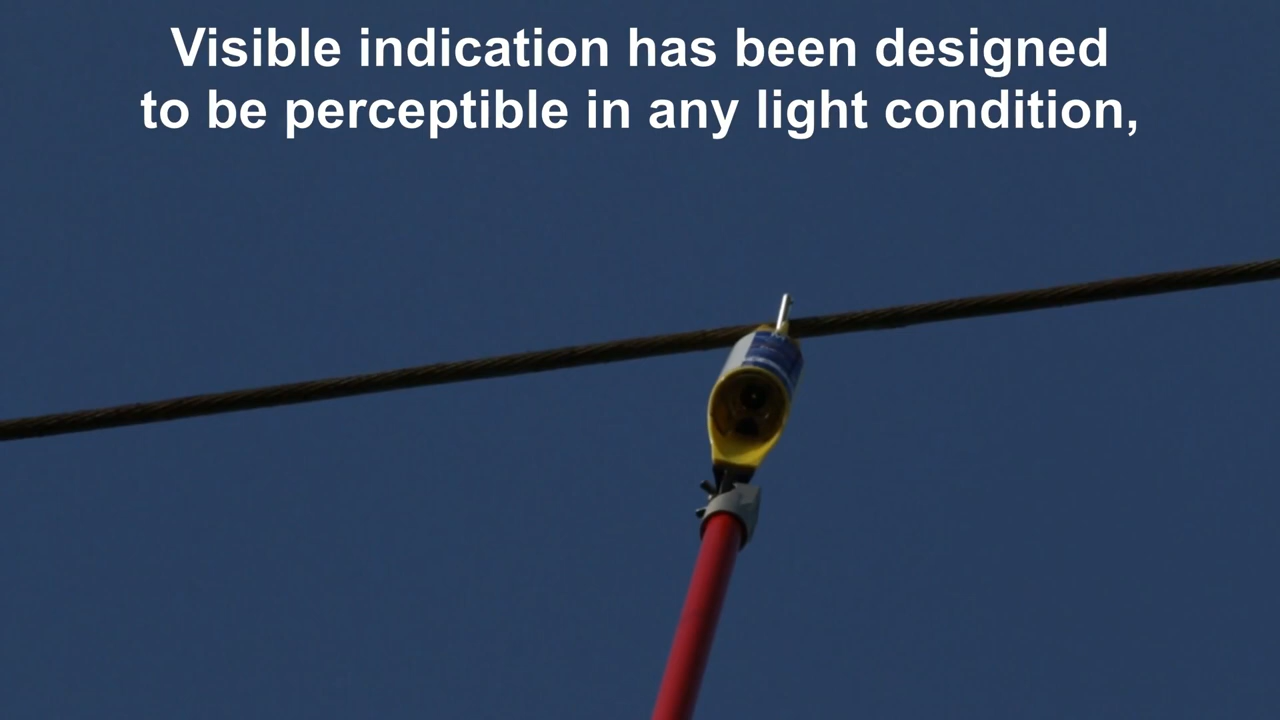 Visible indication has been designed
to be perceptible in any light condition,